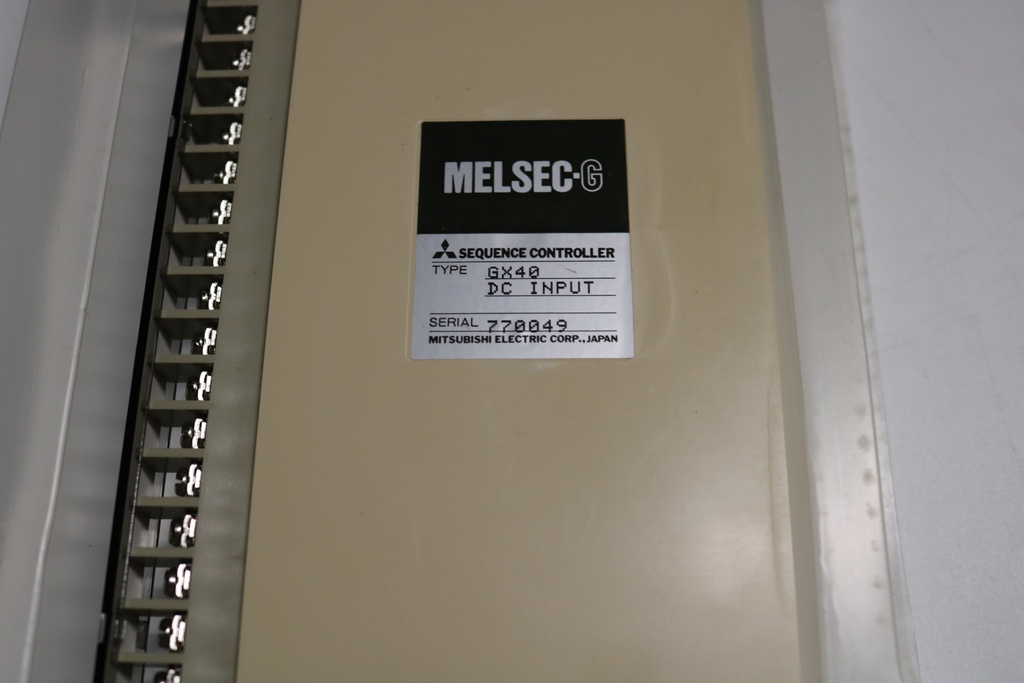 MELSEC-G
SEQUENCE CONTROLLER
TYPE GX40
DC INPUT
SERIAL 770049
MITSUBISHI ELECTRIC CORP., JAPAN